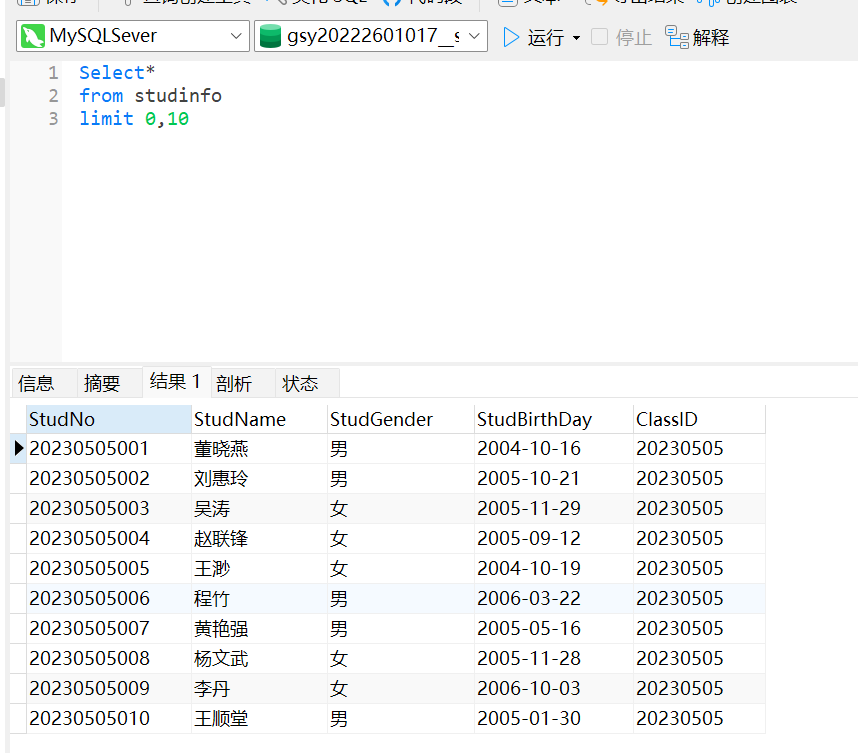 MySQLSever gsy20222601017__s 运行 停止 解释
1 Select*
2 from studinfo
3 limit 0,10
信息 摘要 结果 1 剖析 状态
StudNo StudName StudGender StudBirthDay ClassID
20230505001 董晓燕 男 2004-10-16 20230505
20230505002 刘惠玲 男 2005-10-21 20230505
20230505003 吴涛 女 2005-11-29 20230505
20230505004 赵联锋 女 2005-09-12 20230505
20230505005 王渺 女 2004-10-19 20230505
20230505006 程竹 男 2006-03-22 20230505
20230505007 黄艳强 男 2005-05-16 20230505
20230505008 杨文武 女 2005-11-28 20230505
20230505009 李丹 女 2006-10-03 20230505
20230505010 王顺堂 男 2005-01-30 20230505